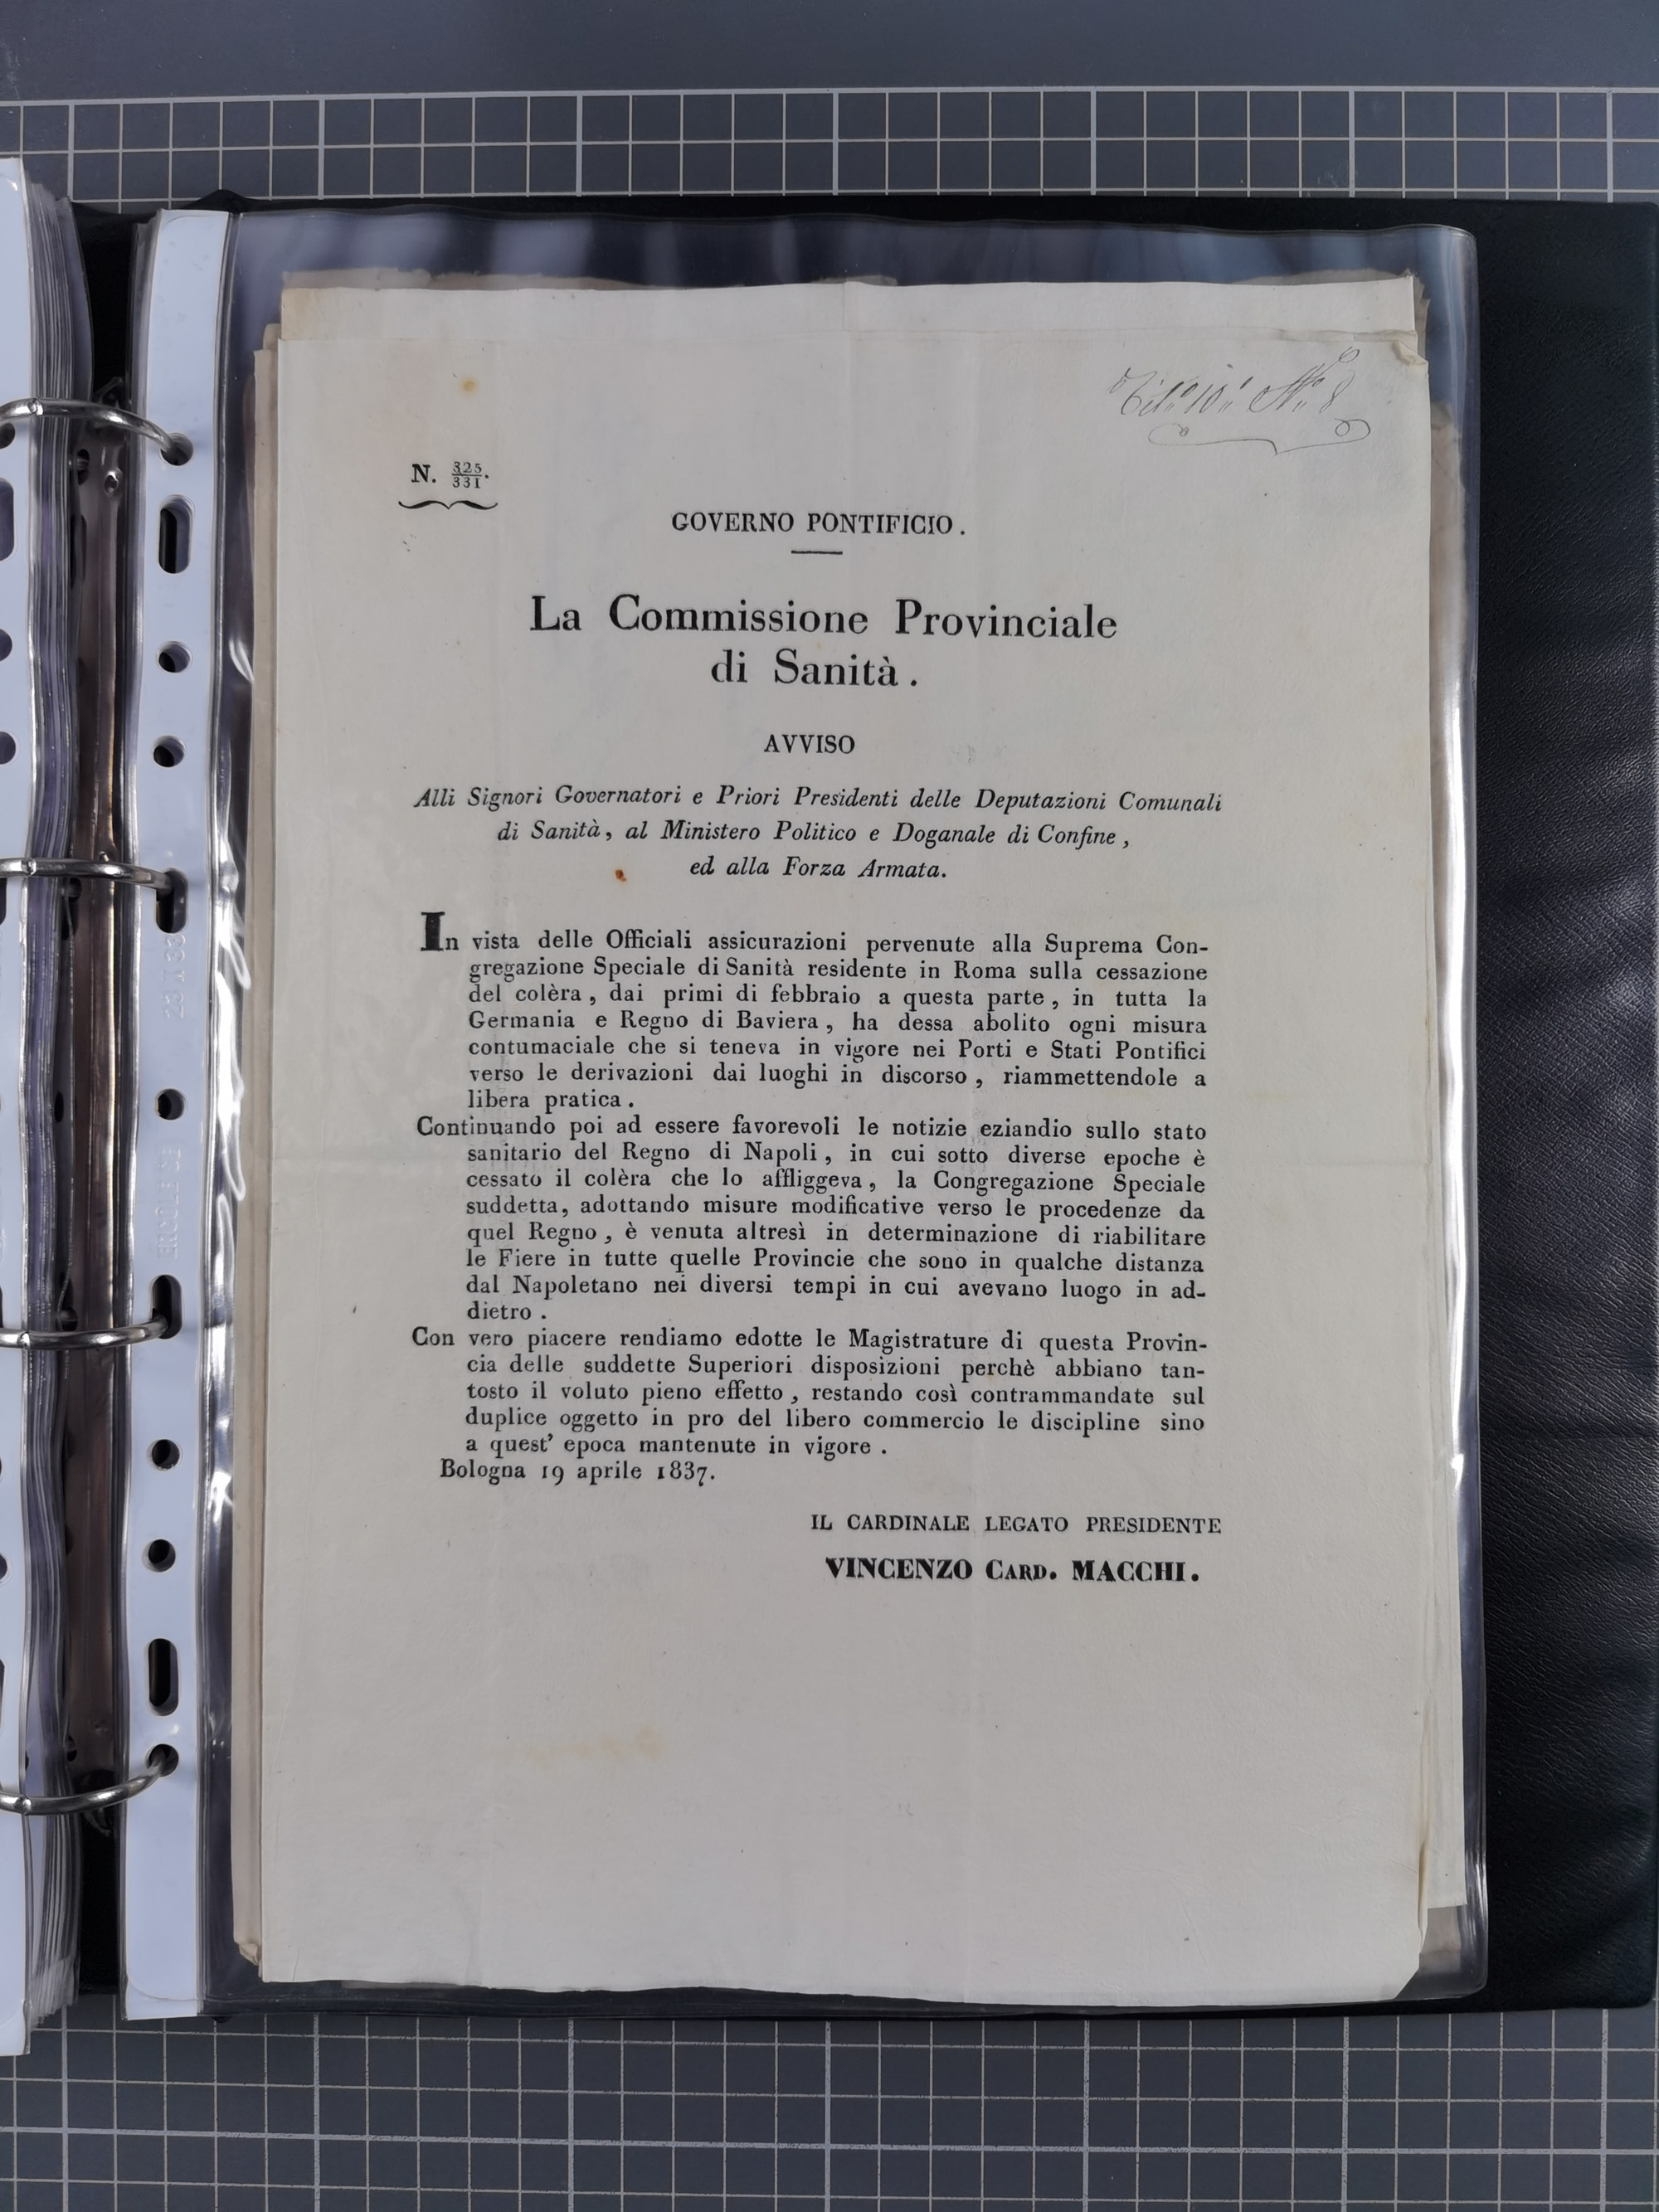 Tit.° 10.° N.° 8
N. 325/331.
GOVERNO PONTIFICIO.
La Commissione Provinciale
di Sanità.
AVVISO
Alli Signori Governatori e Priori Presidenti delle Deputazioni Comunali
di Sanità, al Ministero Politico e Doganale di Confine,
ed alla Forza Armata.
In vista delle Officiali assicurazioni pervenute alla Suprema Con-
gregazione Speciale di Sanità residente in Roma sulla cessazione
del colèra, dai primi di febbraio a questa parte, in tutta la
Germania e Regno di Baviera, ha dessa abolito ogni misura
contumaciale che si teneva in vigore nei Porti e Stati Pontifici
verso le derivazioni dai luoghi in discorso, riammettendole a
libera pratica.
Continuando poi ad essere favorevoli le notizie eziandio sullo stato
sanitario del Regno di Napoli, in cui sotto diverse epoche è
cessato il colèra che lo affliggeva, la Congregazione Speciale
suddetta, adottando misure modificative verso le procedenze da
quel Regno, è venuta altresì in determinazione di riabilitare
le Fiere in tutte quelle Provincie che sono in qualche distanza
dal Napoletano nei diversi tempi in cui avevano luogo in ad-
dietro.
Con vero piacere rendiamo edotte le Magistrature di questa Provin-
cia delle suddette Superiori disposizioni perchè abbiano tan-
tosto il voluto pieno effetto, restando così contrammandate sul
duplice oggetto in pro del libero commercio le discipline sino
a quest' epoca mantenute in vigore.
Bologna 19 aprile 1837.
IL CARDINALE LEGATO PRESIDENTE
VINCENZO CARD. MACCHI.